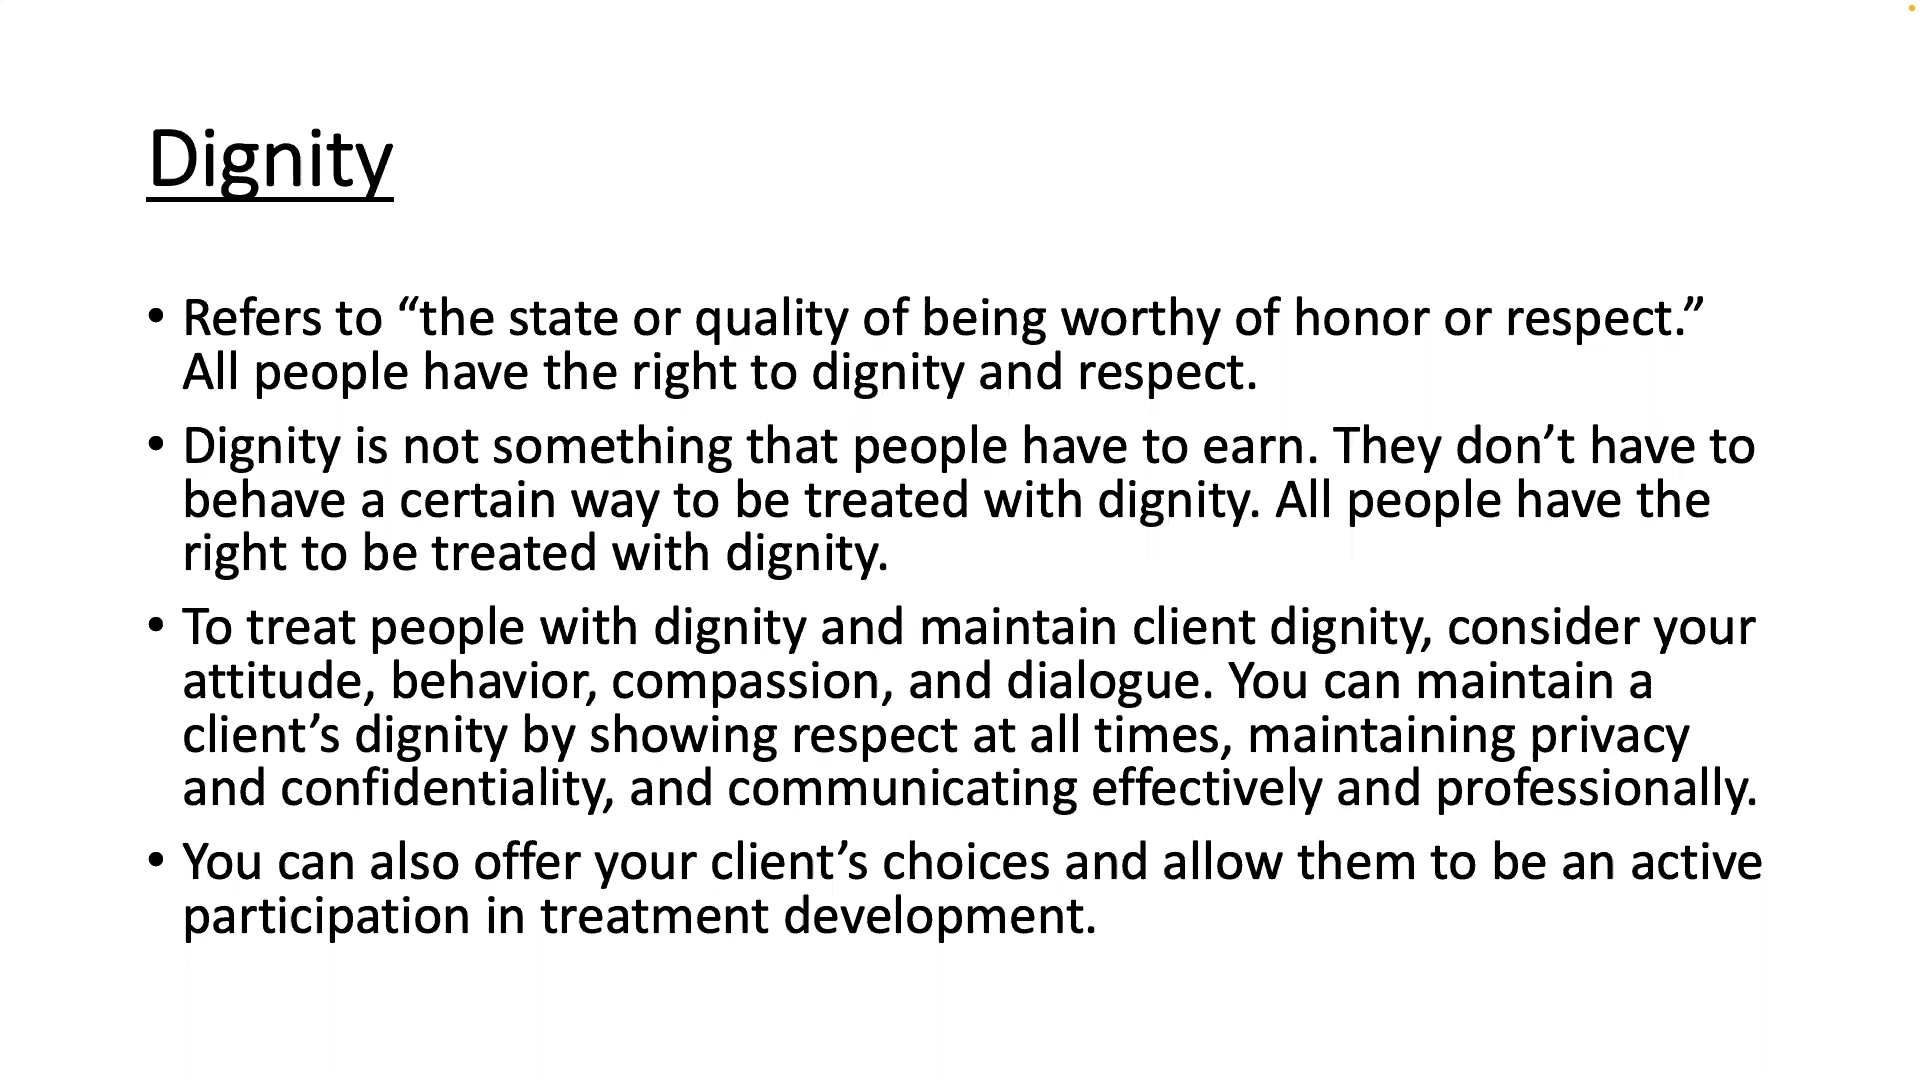 Dignity
• Refers to “the state or quality of being worthy of honor or respect.”
All people have the right to dignity and respect.
• Dignity is not something that people have to earn. They don’t have to
behave a certain way to be treated with dignity. All people have the
right to be treated with dignity.
• To treat people with dignity and maintain client dignity, consider your
attitude, behavior, compassion, and dialogue. You can maintain a
client’s dignity by showing respect at all times, maintaining privacy
and confidentiality, and communicating effectively and professionally.
• You can also offer your client’s choices and allow them to be an active
participation in treatment development.